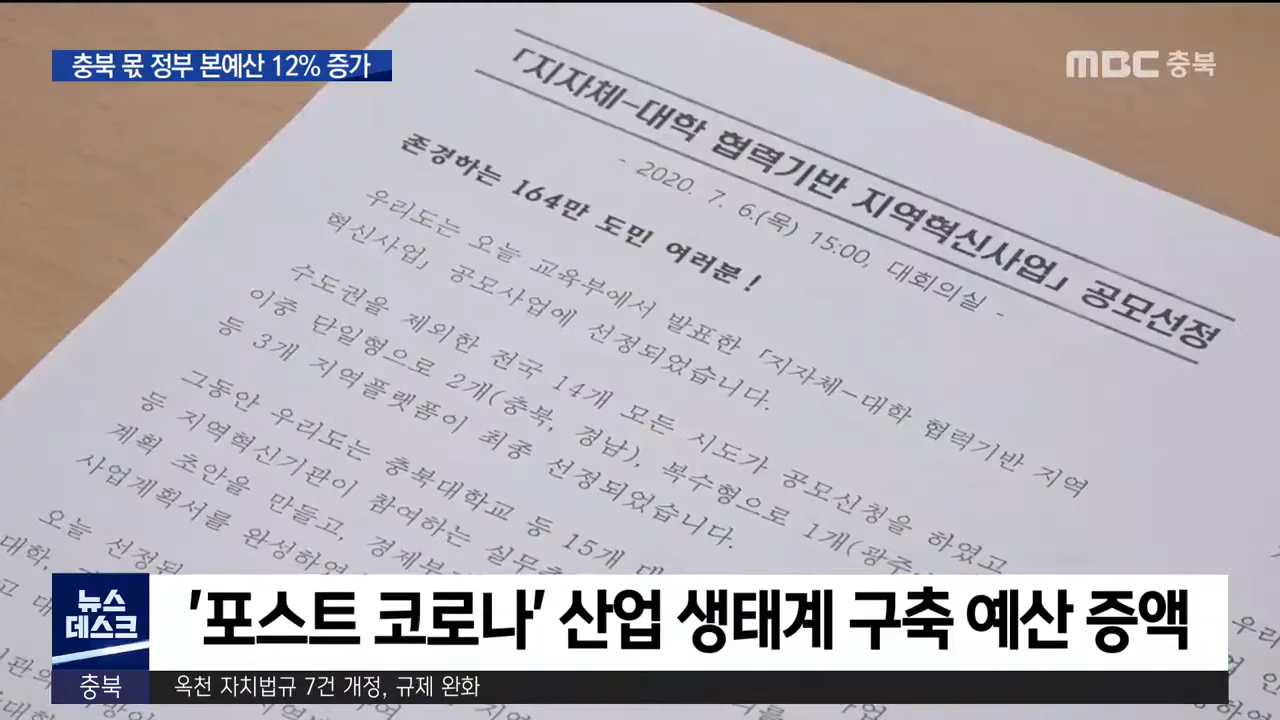 충북 몫 정부 본예산 12% 증가
MBC 충북
「지자체-대학 협력기반 지역혁신사업」 공모선정
- 2020. 7. 6.(목) 15:00, 대회의실 -
존경하는 164만 도민 여러분!
우리도는 오늘 교육부에서 발표한 「지자체-대학 협력기반 지역
혁신사업」 공모사업에 선정되었습니다.
수도권을 제외한 전국 14개 모든 시도가 공모신청을 하였고
이중 단일형으로 2개(충북, 경남), 복수형으로 1개(광주
등 3개 지역플랫폼이 최종 선정되었습니다.
그동안 우리도는 충북대학교 등 15개
등 지역혁신기관이 참여하는
계획 초안을 만들고,
사업계획서를 완성하였
오늘 선정된
뉴스
데스크
'포스트 코로나' 산업 생태계 구축 예산 증액
충북
옥천 자치법규 7건 개정, 규제 완화